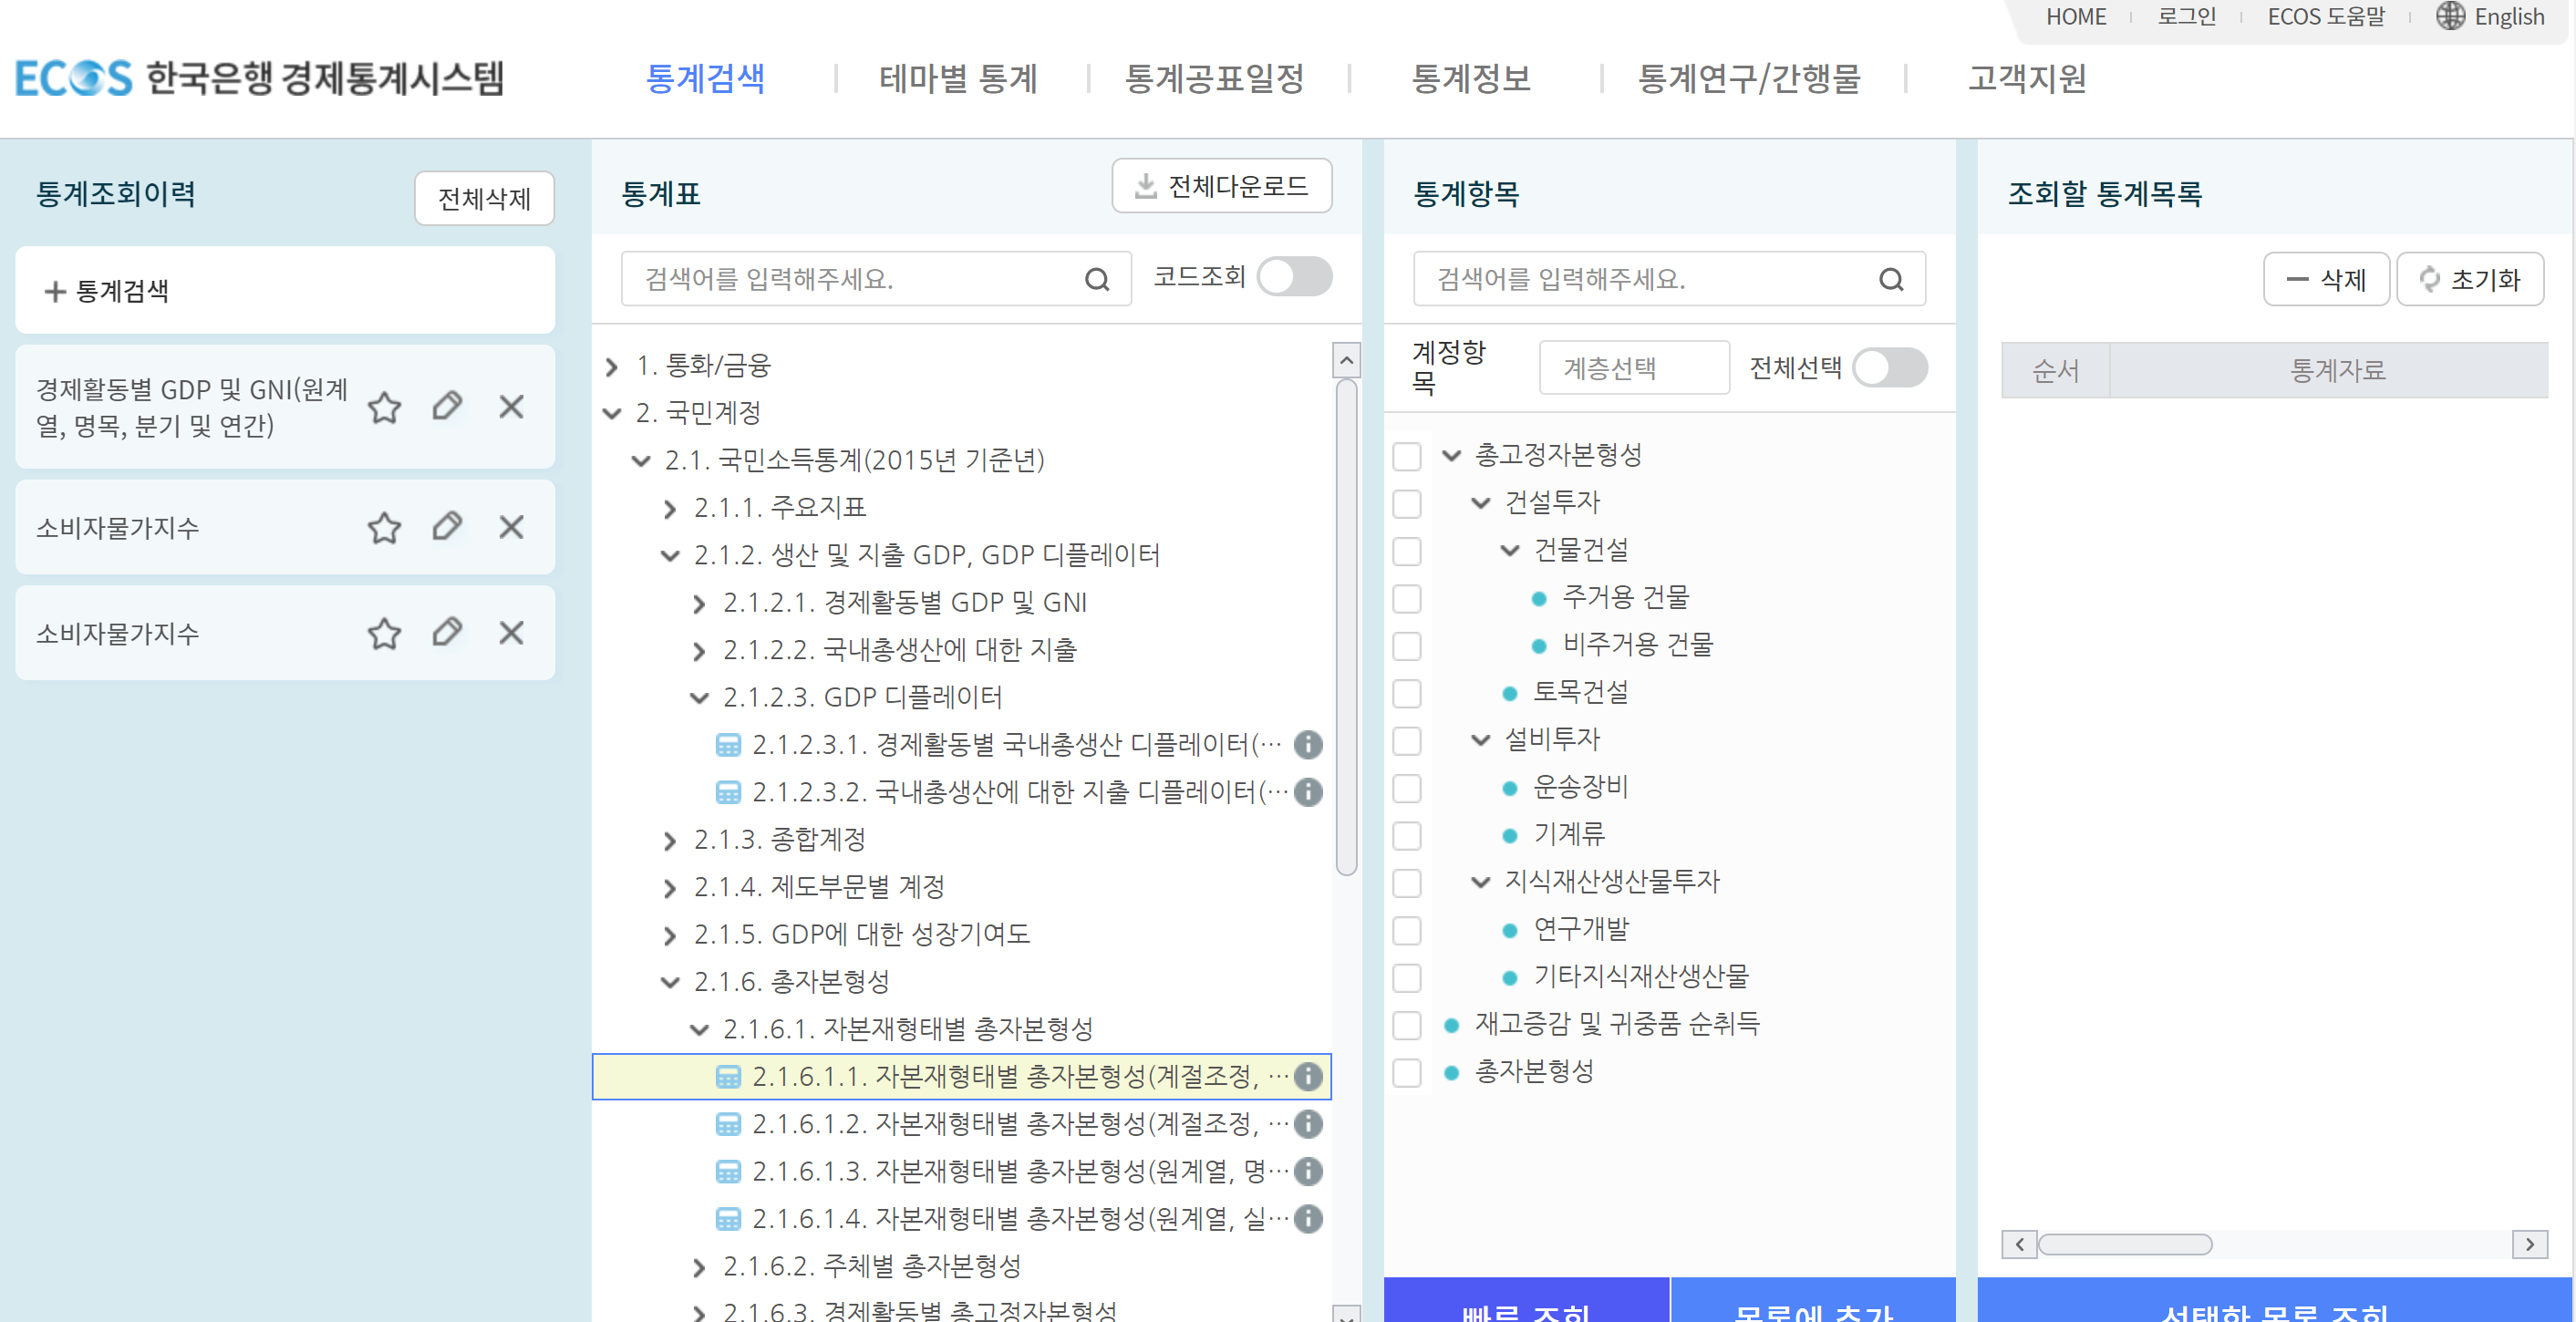 HOME
로그인
ECOS 도움말
English
ECOS 한국은행 경제통계시스템
통계검색
테마별 통계
통계공표일정
통계정보
통계연구/간행물
고객지원
통계조회이력
전체삭제
+ 통계검색
경제활동별 GDP 및 GNI(원계
열, 명목, 분기 및 연간)
소비자물가지수
소비자물가지수
통계표
전체다운로드
검색어를 입력해주세요.
코드조회
1. 통화/금융
2. 국민계정
2.1. 국민소득통계(2015년 기준년)
2.1.1. 주요지표
2.1.2. 생산 및 지출 GDP, GDP 디플레이터
2.1.2.1. 경제활동별 GDP 및 GNI
2.1.2.2. 국내총생산에 대한 지출
2.1.2.3. GDP 디플레이터
2.1.2.3.1. 경제활동별 국내총생산 디플레이터(…
2.1.2.3.2. 국내총생산에 대한 지출 디플레이터(…
2.1.3. 종합계정
2.1.4. 제도부문별 계정
2.1.5. GDP에 대한 성장기여도
2.1.6. 총자본형성
2.1.6.1. 자본재형태별 총자본형성
2.1.6.1.1. 자본재형태별 총자본형성(계절조정, …
2.1.6.1.2. 자본재형태별 총자본형성(계절조정, …
2.1.6.1.3. 자본재형태별 총자본형성(원계열, 명…
2.1.6.1.4. 자본재형태별 총자본형성(원계열, 실…
2.1.6.2. 주체별 총자본형성
2.1.6.3. 경제활동별 총고정자본형성
통계항목
검색어를 입력해주세요.
계정항
목
계층선택
전체선택
총고정자본형성
건설투자
건물건설
주거용 건물
비주거용 건물
토목건설
설비투자
운송장비
기계류
지식재산생산물투자
연구개발
기타지식재산생산물
재고증감 및 귀중품 순취득
총자본형성
빠른 조회
목록에 추가
조회할 통계목록
삭제
초기화
순서
통계자료
선택한 목록 조회